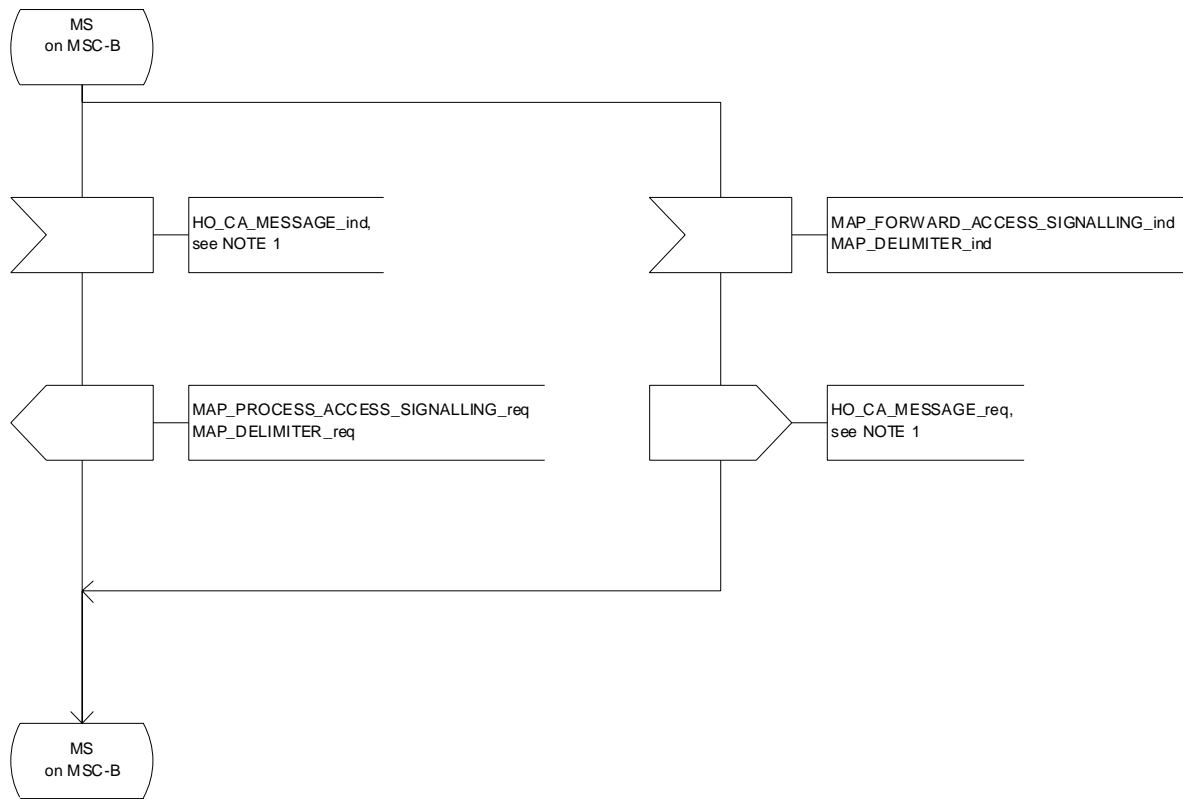 MS
on MSC-B
HO_CA_MESSAGE_ind,
see NOTE 1
MAP_FORWARD_ACCESS_SIGNALLING_ind
MAP_DELIMITER_ind
MAP_PROCESS_ACCESS_SIGNALLING_req
MAP_DELIMITER_req
HO_CA_MESSAGE_req,
see NOTE 1
MS
on MSC-B